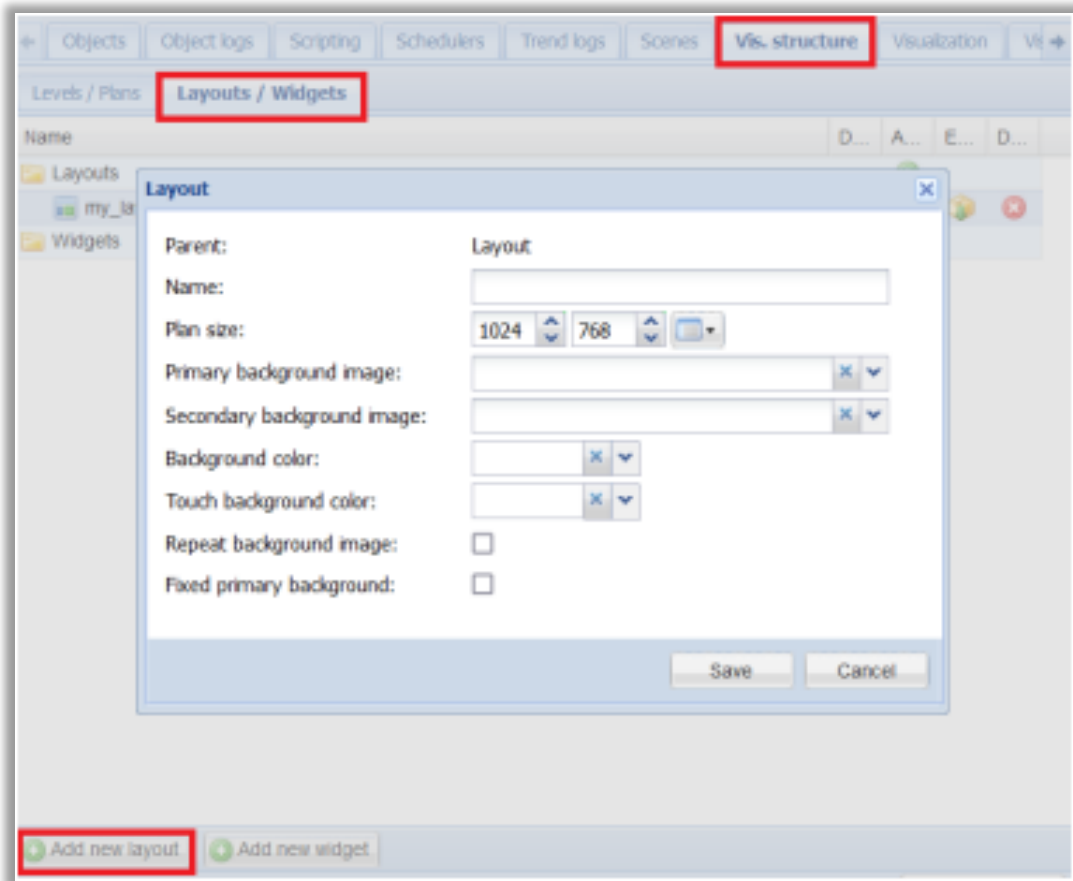 Objects Object logs Scripting Schedulers Trend logs Scenes Vis. structure Visualization
Levels / Plans Layouts / Widgets
Name D... A... E... D...
Layouts
my_la
Widgets
Layout
Parent: Layout
Name:
Plan size: 1024 768
Primary background image:
Secondary background image:
Background color:
Touch background color:
Repeat background image:
Fixed primary background:
Save Cancel
Add new layout Add new widget